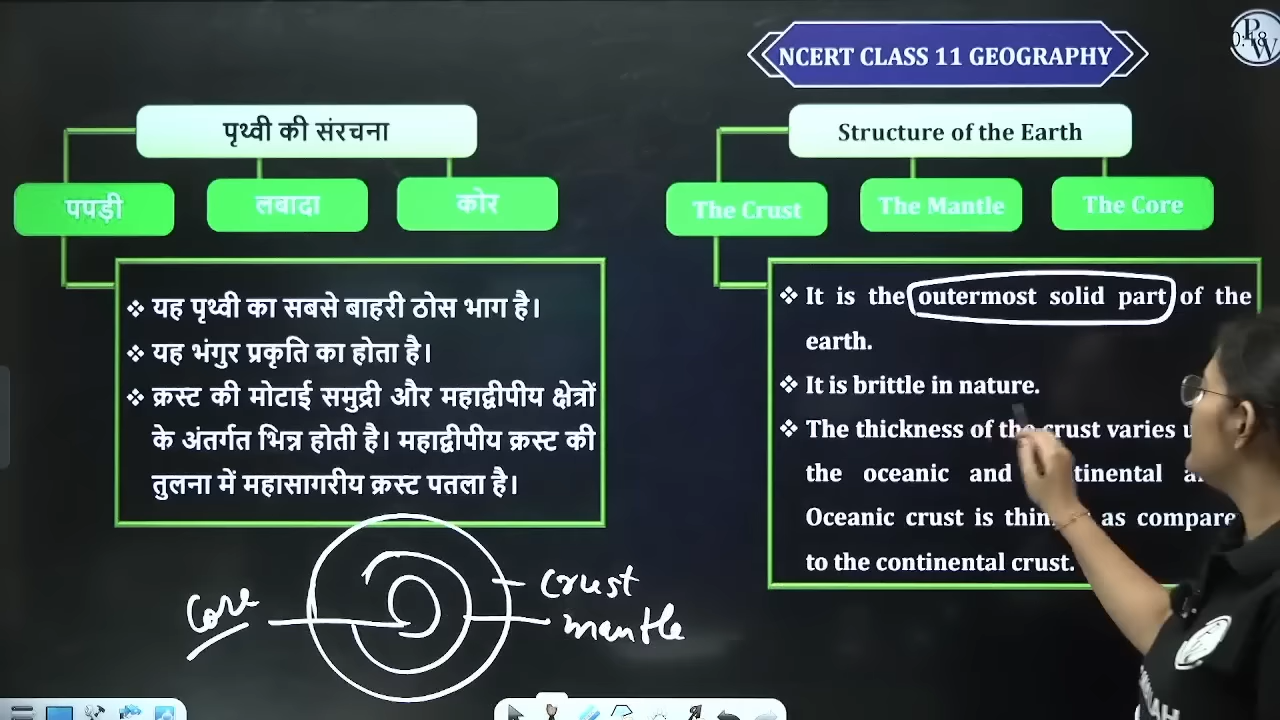 NCERT CLASS 11 GEOGRAPHY
PW
पृथ्वी की संरचना
पपड़ी
लबादा
कोर
❖ यह पृथ्वी का सबसे बाहरी ठोस भाग है।
❖ यह भंगुर प्रकृति का होता है।
❖ क्रस्ट की मोटाई समुद्री और महाद्वीपीय क्षेत्रों
के अंतर्गत भिन्न होती है। महाद्वीपीय क्रस्ट की
तुलना में महासागरीय क्रस्ट पतला है।
Structure of the Earth
The Crust
The Mantle
The Core
❖ It is the outermost solid part of the
earth.
❖ It is brittle in nature.
❖ The thickness of the crust varies
the oceanic and
Oceanic crust is as
to the continental crust.
Core
crust
mantle